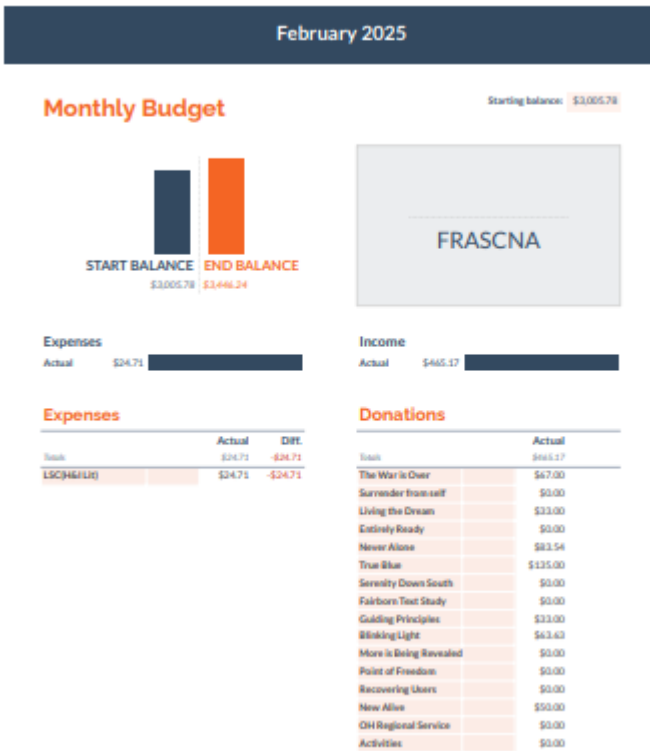 February 2025
Monthly Budget
Starting balance: $3,005.78
FRASCNA
START BALANCE END BALANCE
$3,005.78 $3,446.24
Expenses
Actual $24.71
Income
Actual $465.17
Expenses
Actual Diff.
Totals $24.71 -$24.71
LSC(H&I Lit) $24.71 -$24.71
Donations
Actual
Totals $465.17
The War is Over $67.00
Surrender from self $0.00
Living the Dream $33.00
Entirely Ready $0.00
Never Alone $83.54
True Blue $135.00
Serenity Down South $0.00
Fairborn Text Study $0.00
Guiding Principles $33.00
Blinking Light $63.63
More is Being Revealed $0.00
Point of Freedom $0.00
Recovering Users $0.00
New Alive $50.00
OH Regional Service $0.00
Activities $0.00